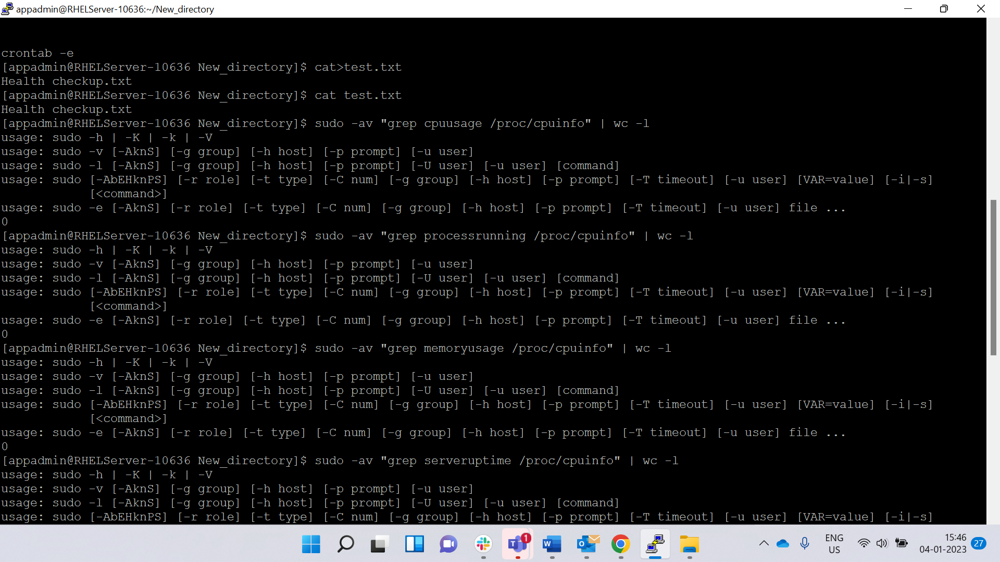 appadmin@RHELServer-10636:~/New_directory
crontab -e
[appadmin@RHELServer-10636 New_directory]$ cat>test.txt
Health checkup.txt
[appadmin@RHELServer-10636 New_directory]$ cat test.txt
Health checkup.txt
[appadmin@RHELServer-10636 New_directory]$ sudo -av "grep cpuusage /proc/cpuinfo" | wc -l
usage: sudo -h | -K | -k | -V
usage: sudo -v [-AknS] [-g group] [-h host] [-p prompt] [-u user]
usage: sudo -l [-AknS] [-g group] [-h host] [-p prompt] [-U user] [-u user] [command]
usage: sudo [-AbEHknPS] [-r role] [-t type] [-C num] [-g group] [-h host] [-p prompt] [-T timeout] [-u user] [VAR=value] [-i|-s]
[<command>]
usage: sudo -e [-AknS] [-r role] [-t type] [-C num] [-g group] [-h host] [-p prompt] [-T timeout] [-u user] file ...
0
[appadmin@RHELServer-10636 New_directory]$ sudo -av "grep processrunning /proc/cpuinfo" | wc -l
usage: sudo -h | -K | -k | -V
usage: sudo -v [-AknS] [-g group] [-h host] [-p prompt] [-u user]
usage: sudo -l [-AknS] [-g group] [-h host] [-p prompt] [-U user] [-u user] [command]
usage: sudo [-AbEHknPS] [-r role] [-t type] [-C num] [-g group] [-h host] [-p prompt] [-T timeout] [-u user] [VAR=value] [-i|-s]
[<command>]
usage: sudo -e [-AknS] [-r role] [-t type] [-C num] [-g group] [-h host] [-p prompt] [-T timeout] [-u user] file ...
0
[appadmin@RHELServer-10636 New_directory]$ sudo -av "grep memoryusage /proc/cpuinfo" | wc -l
usage: sudo -h | -K | -k | -V
usage: sudo -v [-AknS] [-g group] [-h host] [-p prompt] [-u user]
usage: sudo -l [-AknS] [-g group] [-h host] [-p prompt] [-U user] [-u user] [command]
usage: sudo [-AbEHknPS] [-r role] [-t type] [-C num] [-g group] [-h host] [-p prompt] [-T timeout] [-u user] [VAR=value] [-i|-s]
[<command>]
usage: sudo -e [-AknS] [-r role] [-t type] [-C num] [-g group] [-h host] [-p prompt] [-T timeout] [-u user] file ...
0
[appadmin@RHELServer-10636 New_directory]$ sudo -av "grep serveruptime /proc/cpuinfo" | wc -l
usage: sudo -h | -K | -k | -V
usage: sudo -v [-AknS] [-g group] [-h host] [-p prompt] [-u user]
usage: sudo -l [-AknS] [-g group] [-h host] [-p prompt] [-U user] [-u user] [command]
usage: sudo [-AbEHknPS] [-r role] [-t type] [-C num] [-g group] [-h host] [-p prompt] [-T timeout] [-u user] [VAR=value] [-i|-s]
T 1 W O
ENG
US
15:46
04-01-2023
27